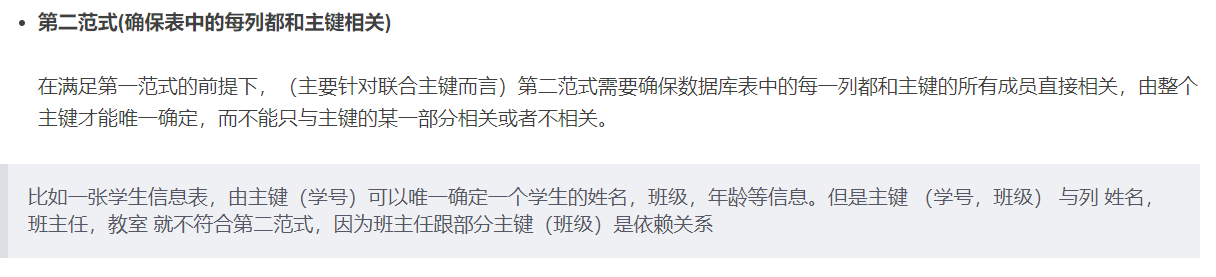 第二范式(确保表中的每列都和主键相关)
在满足第一范式的前提下，（主要针对联合主键而言）第二范式需要确保数据库表中的每一列都和主键的所有成员直接相关，由整个
主键才能唯一确定，而不能只与主键的某一部分相关或者不相关。
比如一张学生信息表，由主键（学号）可以唯一确定一个学生的姓名，班级，年龄等信息。但是主键 （学号，班级） 与列 姓名，
班主任，教室 就不符合第二范式，因为班主任跟部分主键（班级）是依赖关系